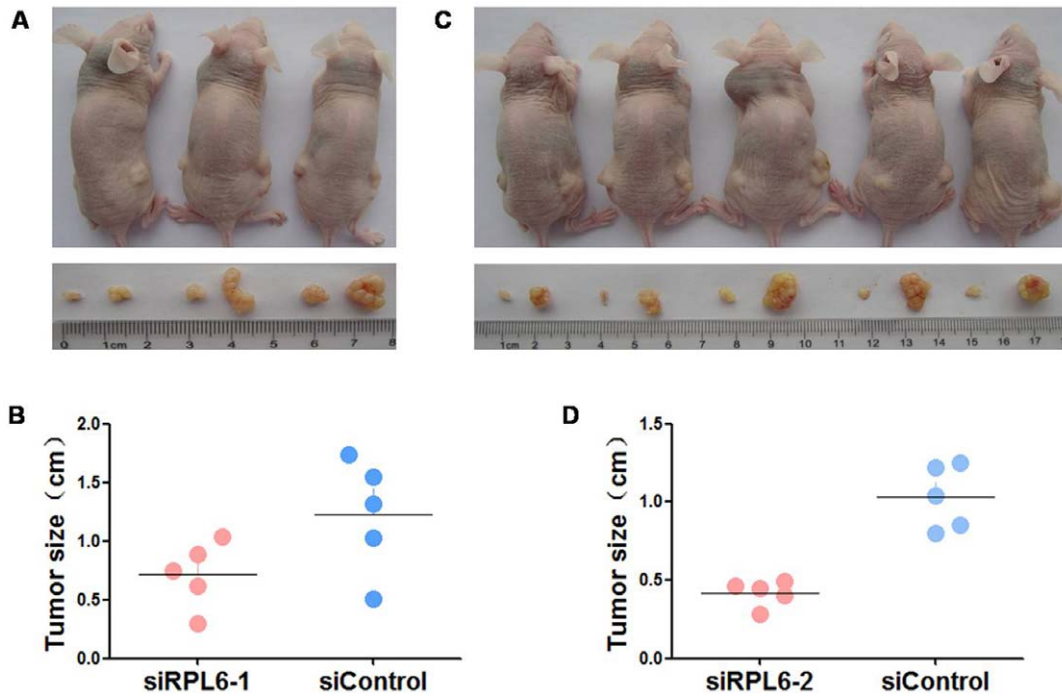 A
C
0 1cm 2 3 4 5 6 7 8
1cm 2 3 4 5 6 7 8 9 10 11 12 13 14 15 16 17
B
2.0
1.5
1.0
0.5
0.0
Tumor size (cm)
siRPL6-1 siControl
D
1.5
1.0
0.5
0.0
Tumor size (cm)
siRPL6-2 siControl